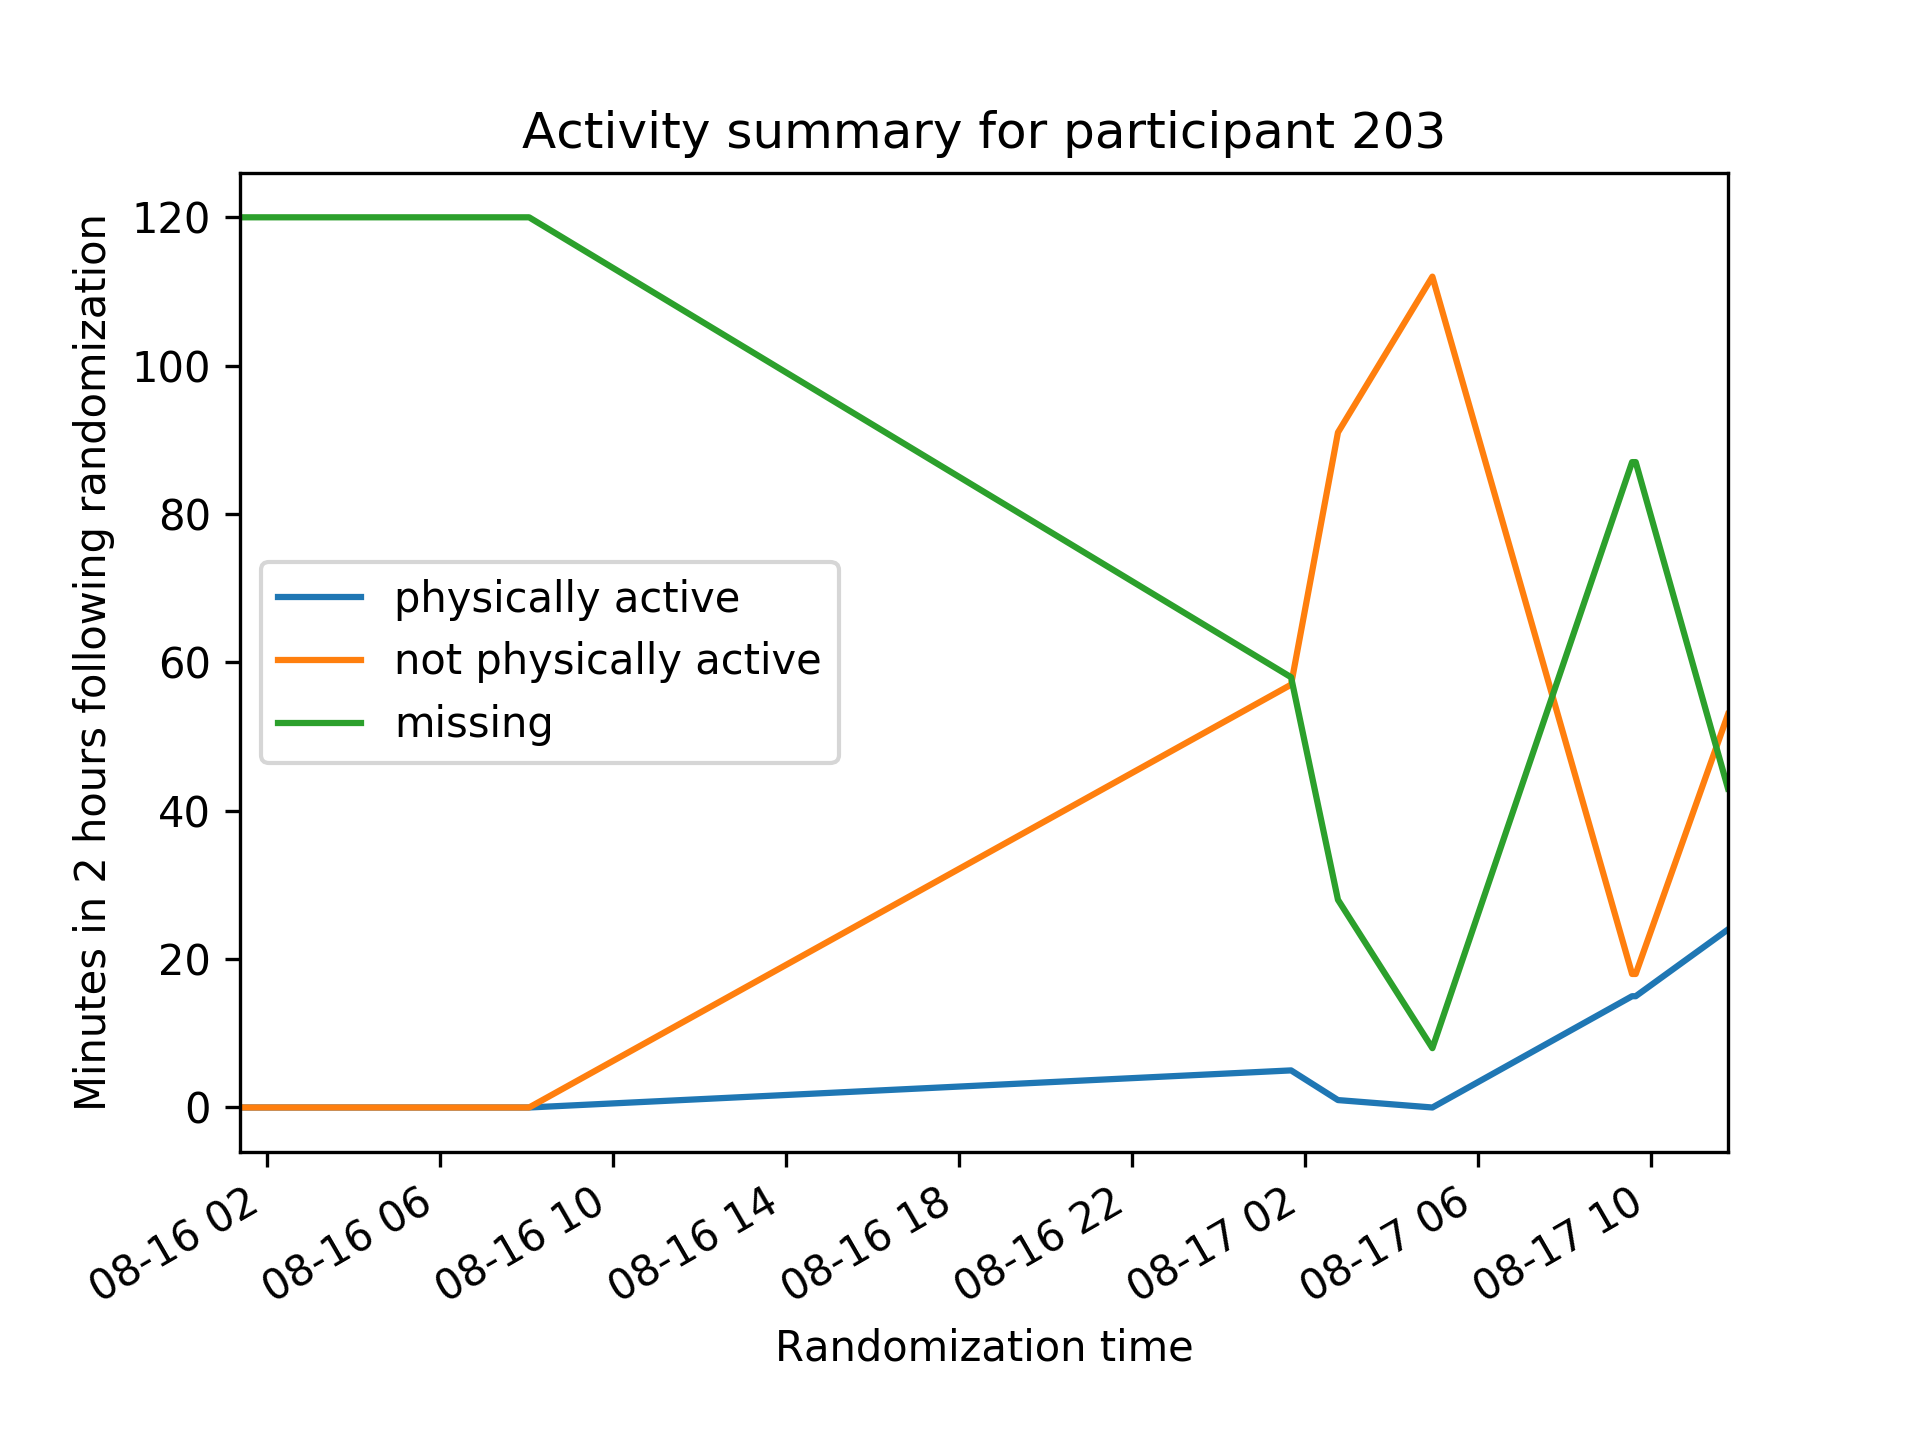 Activity summary for participant 203
Minutes in 2 hours following randomization
120
100
80
60
40
20
0
physically active
not physically active
missing
08-16 02
08-16 06
08-16 10
08-16 14
08-16 18
08-16 22
08-17 02
08-17 06
08-17 10
Randomization time